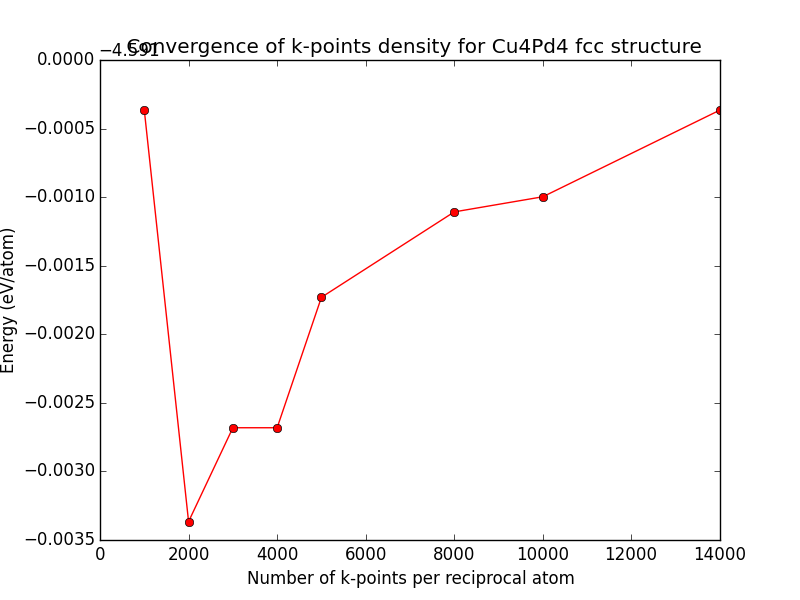 Convergence of k-points density for Cu4Pd4 fcc structure
−4.591
0.0000
−0.0005
−0.0010
−0.0015
−0.0020
−0.0025
−0.0030
−0.0035
Energy (eV/atom)
0 2000 4000 6000 8000 10000 12000 14000
Number of k-points per reciprocal atom